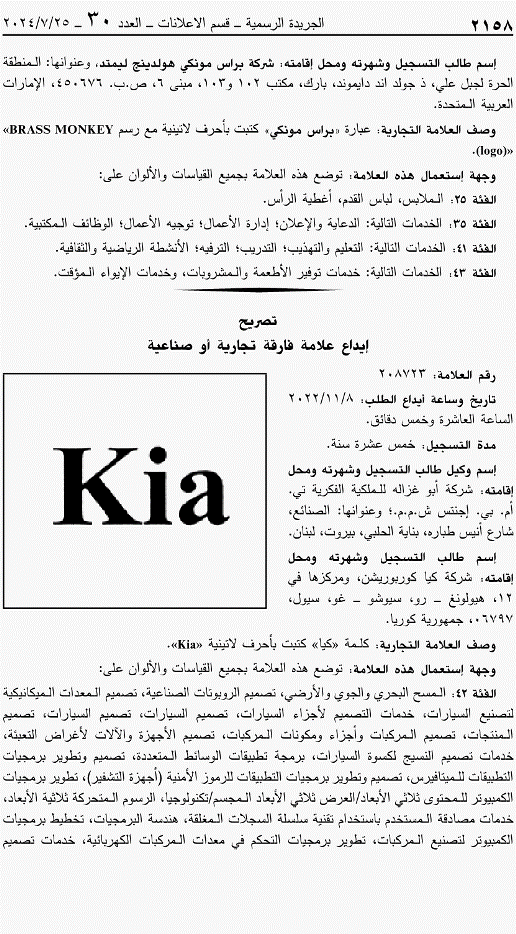 ٢١٥٨
الجريدة الرسمية ـ قسم الاعلانات ـ العدد ٣٠ ـ ٢٠٢٤/٧/٢٥
إسم طالب التسجيل وشهرته ومحل إقامته: شركة براس مونكي هولدينج ليمتد، وعنوانها: المنطقة
الحرة لجبل علي، ذ جولد اند دايموند، بارك، مكتب ١٠٢ و١٠٣، مبنى ٦، ص.ب. ٤٥٠٦٧٦، الإمارات
العربية المتحدة.
وصف العلامة التجارية: عبارة «براس مونكي» كتبت بأحرف لاتينية مع رسم BRASS MONKEY»
«(logo).
وجهة إستعمال هذه العلامة: توضع هذه العلامة بجميع القياسات والألوان على:
الفئة ٢٥: الملابس، لباس القدم، أغطية الرأس.
الفئة ٣٥: الخدمات التالية: الدعاية والإعلان؛ إدارة الأعمال؛ توجيه الأعمال؛ الوظائف المكتبية.
الفئة ٤١: الخدمات التالية: التعليم والتهذيب؛ التدريب؛ الترفيه؛ الأنشطة الرياضية والثقافية.
الفئة ٤٣: الخدمات التالية: خدمات توفير الأطعمة والمشروبات، وخدمات الإيواء المؤقت.
تصريح
إيداع علامة فارقة تجارية أو صناعية
رقم العلامة: ٢٠٨٧٢٣
تاريخ وساعة أيداع الطلب: ٢٠٢٢/١١/٨
الساعة العاشرة وخمس دقائق.
مدة التسجيل: خمس عشرة سنة.
إسم وكيل طالب التسجيل وشهرته ومحل
إقامته: شركة أبو غزاله للملكية الفكرية تي.
أم. بي. إجنتس ش.م.م.؛ وعنوانها: الصنائع،
شارع أنيس طباره، بناية الحلبي، بيروت، لبنان.
إسم طالب التسجيل وشهرته ومحل
إقامته: شركة كيا كوربوريشن، ومركزها في
١٢، هيولونغ ـ رو، سيوشو ـ غو، سيول،
٠٦٧٩٧، جمهورية كوريا.
Kia
وصف العلامة التجارية: كلمة «كيا» كتبت بأحرف لاتينية «Kia».
وجهة إستعمال هذه العلامة: توضع هذه العلامة بجميع القياسات والألوان على:
الفئة ٤٢: المسح البحري والجوي والأرضي، تصميم الروبوتات الصناعية، تصميم المعدات الميكانيكية
لتصنيع السيارات، خدمات التصميم لأجزاء السيارات، تصميم السيارات، تصميم السيارات، تصميم
المنتجات، تصميم المركبات وأجزاء ومكونات المركبات، تصميم الأجهزة والآلات لأغراض التعبئة،
خدمات تصميم النسيج لكسوة السيارات، برمجة تطبيقات الوسائط المتعددة، تصميم وتطوير برمجيات
التطبيقات للميتافيرس، تصميم وتطوير برمجيات التطبيقات للرموز الأمنية (أجهزة التشفير)، تطوير برمجيات
الكمبيوتر للمحتوى ثلاثي الأبعاد/العرض ثلاثي الأبعاد المجسم/تكنولوجيا، الرسوم المتحركة ثلاثية الأبعاد،
خدمات مصادقة المستخدم باستخدام تقنية سلسلة السجلات المغلقة، هندسة البرمجيات، تخطيط برمجيات
الكمبيوتر لتصنيع المركبات، تطوير برمجيات التحكم في معدات المركبات الكهربائية، خدمات تصميم